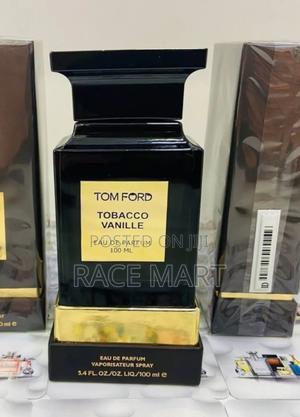 TOM FORD
TOBACCO
VANILLE
EAU DE PARFUM
100 ML
POSTED ON JIJI
RACE MART
EAU DE PARFUM
VAPORISATEUR SPRAY
3.4 FL.OZ/OZ. LIQ/100 ml e